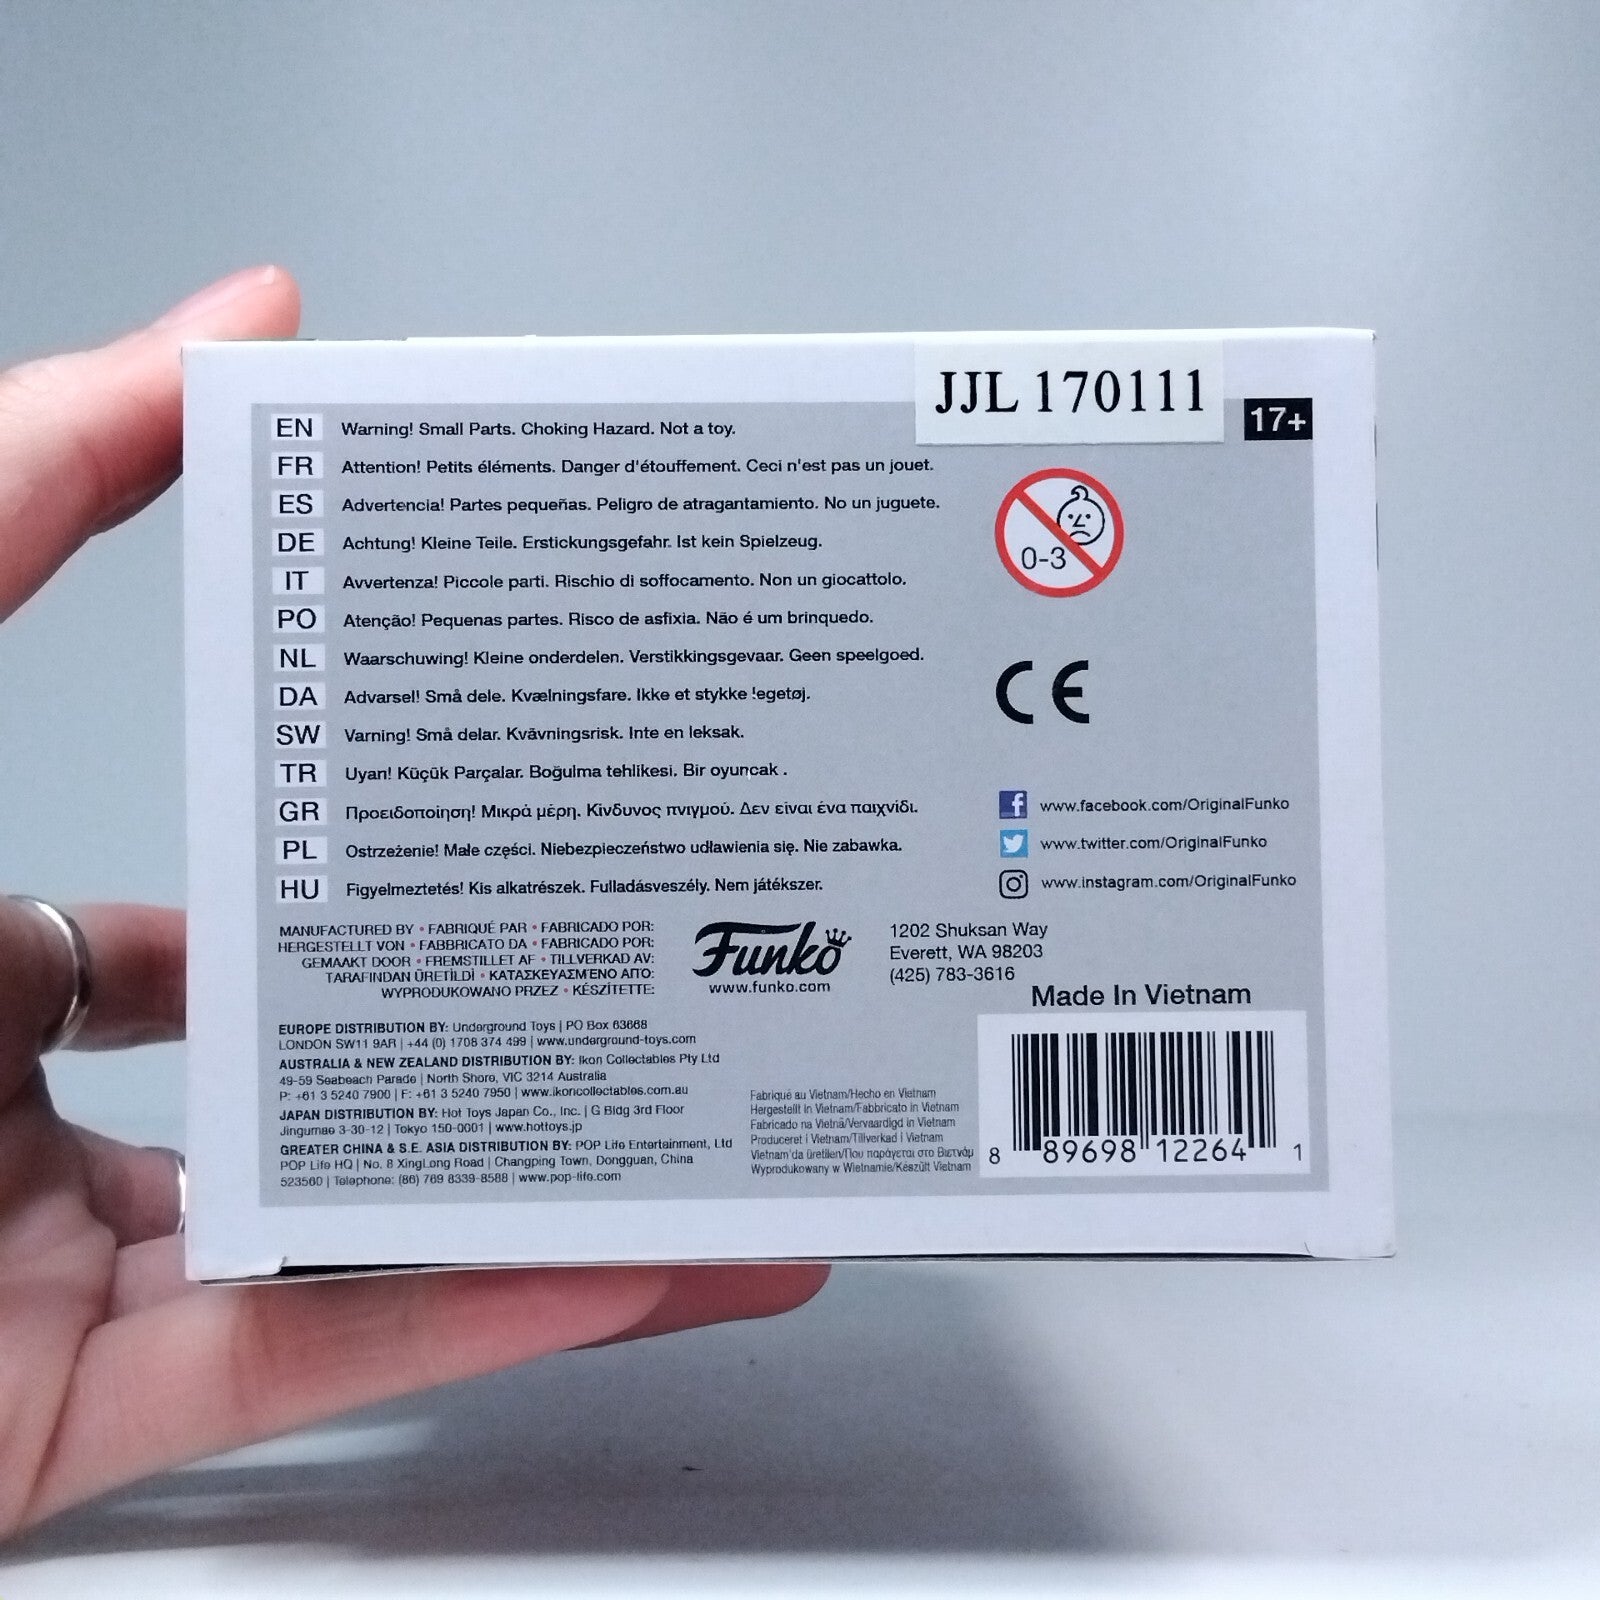 JJL 170111
17+
EN Warning! Small Parts. Choking Hazard. Not a toy.
FR Attention! Petits éléments. Danger d'étouffement. Ceci n'est pas un jouet.
ES Advertencia! Partes pequeñas. Peligro de atragantamiento. No un juguete.
DE Achtung! Kleine Teile. Erstickungsgefahr. Ist kein Spielzeug.
IT Avvertenza! Piccole parti. Rischio di soffocamento. Non un giocattolo.
PO Atenção! Pequenas partes. Risco de asfixia. Não é um brinquedo.
NL Waarschuwing! Kleine onderdelen. Verstikkingsgevaar. Geen speelgoed.
DA Advarsel! Små dele. Kvælningsfare. Ikke et stykke legetøj.
SW Varning! Små delar. Kvävningsrisk. Inte en leksak.
TR Uyan! Küçük Parçalar. Boğulma tehlikesi. Bir oyuncak .
GR Προειδοποίηση! Μικρά μέρη. Κίνδυνος πνιγμού. Δεν είναι ένα παιχνίδι.
PL Ostrzeżenie! Małe części. Niebezpieczeństwo udławienia się. Nie zabawka.
HU Figyelmeztetés! Kis alkatrészek. Fulladásveszély. Nem játékszer.
0-3
CE
www.facebook.com/OriginalFunko
www.twitter.com/OriginalFunko
www.instagram.com/OriginalFunko
MANUFACTURED BY • FABRIQUÉ PAR • FABRICADO POR:
HERGESTELLT VON • FABBRICATO DA • FABRICADO POR:
GEMAAKT DOOR • FREMSTILLET AF • TILLVERKAD AV:
TARAFINDAN ÜRETİLDİ • ΚΑΤΑΣΚΕΥΑΣΜΈΝΟ ΑΠΌ:
WYPRODUKOWANO PRZEZ • KÉSZÍTETTE:
Funko
www.funko.com
1202 Shuksan Way
Everett, WA 98203
(425) 783-3616
Made In Vietnam
EUROPE DISTRIBUTION BY: Underground Toys | PO Box 63668
LONDON SW11 9AR | +44 (0) 1708 374 499 | www.underground-toys.com
AUSTRALIA & NEW ZEALAND DISTRIBUTION BY: Ikon Collectables Pty Ltd
49-59 Seabeach Parade | North Shore, VIC 3214 Australia
P: +61 3 5240 7900 | F: +61 3 5240 7950 | www.ikoncollectables.com.au
JAPAN DISTRIBUTION BY: Hot Toys Japan Co., Inc. | G Bldg 3rd Floor
Jingumae 3-30-12 | Tokyo 150-0001 | www.hottoys.jp
GREATER CHINA & S.E. ASIA DISTRIBUTION BY: POP Life Entertainment, Ltd
POP Life HQ | No. 8 XingLong Road | Changping Town, Dongguan, China
523560 | Telephone: (86) 769 8339-8588 | www.pop-life.com
Fabriqué au Vietnam/Hecho en Vietnam
Hergestellt in Vietnam/Fabbricato in Vietnam
Fabricado na Vietnã/Vervaardigd in Vietnam
Produceret i Vietnam/Tillverkad i Vietnam
Vietnam'da üretilen/Που παράγεται στο Βιετνάμ
Wyprodukowany w Wietnamie/Készült Vietnam
8 89698 12264 1